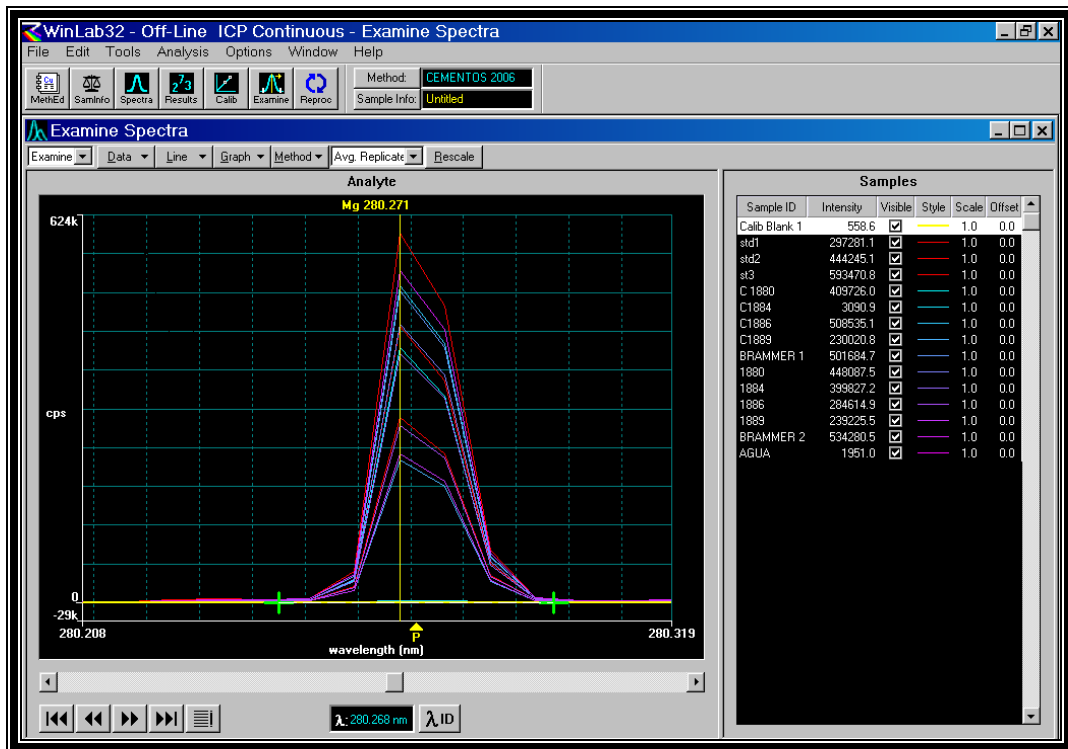 WinLab32 - Off-Line ICP Continuous - Examine Spectra
File Edit Tools Analysis Options Window Help
MethEd SamInfo Spectra Results Calib Examine Reproc
Method: CEMENTOS 2006
Sample Info: Untitled
Examine Spectra
Examine Data Line Graph Method Avg. Replicate Rescale
Analyte
Mg 280.271
624k
cps
0
-29k
280.208 P 280.319
wavelength (nm)
λ: 280.268 nm λ ID
Samples
Sample ID Intensity Visible Style Scale Offset
Calib Blank 1 558.6 1.0 0.0
std1 297281.1 1.0 0.0
std2 444245.1 1.0 0.0
st3 593470.8 1.0 0.0
C 1880 409726.0 1.0 0.0
C1884 3090.9 1.0 0.0
C1886 508535.1 1.0 0.0
C1889 230020.8 1.0 0.0
BRAMMER 1 501684.7 1.0 0.0
1880 448087.5 1.0 0.0
1884 399827.2 1.0 0.0
1886 284614.9 1.0 0.0
1889 239225.5 1.0 0.0
BRAMMER 2 534280.5 1.0 0.0
AGUA 1951.0 1.0 0.0